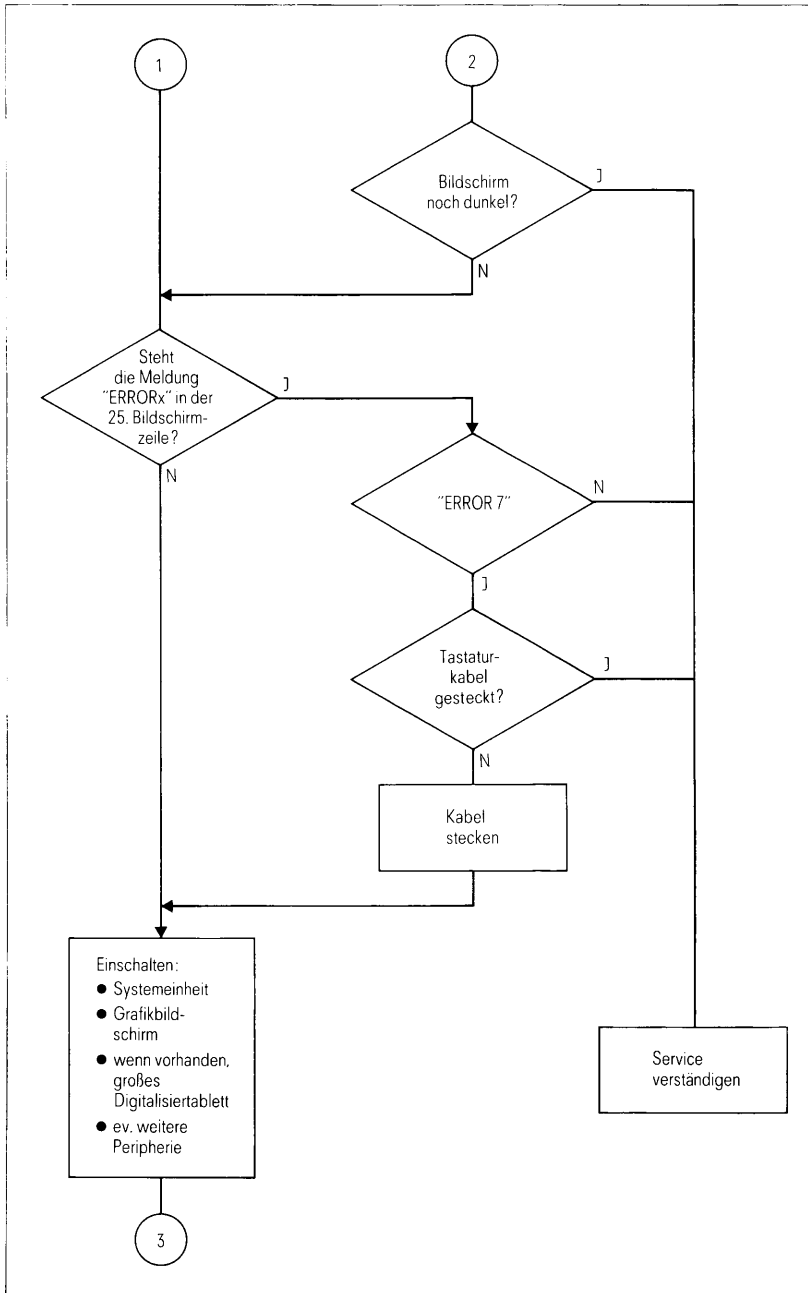 1
2
Bildschirm
noch dunkel?
J
N
Steht
die Meldung
"ERRORx" in der
25. Bildschirm-
zeile?
J
N
"ERROR 7"
N
J
Tastatur-
kabel
gesteckt?
J
N
Kabel
stecken
Einschalten:
● Systemeinheit
● Grafikbild-
schirm
● wenn vorhanden,
großes
Digitalisiertablett
● ev. weitere
Peripherie
Service
verständigen
3